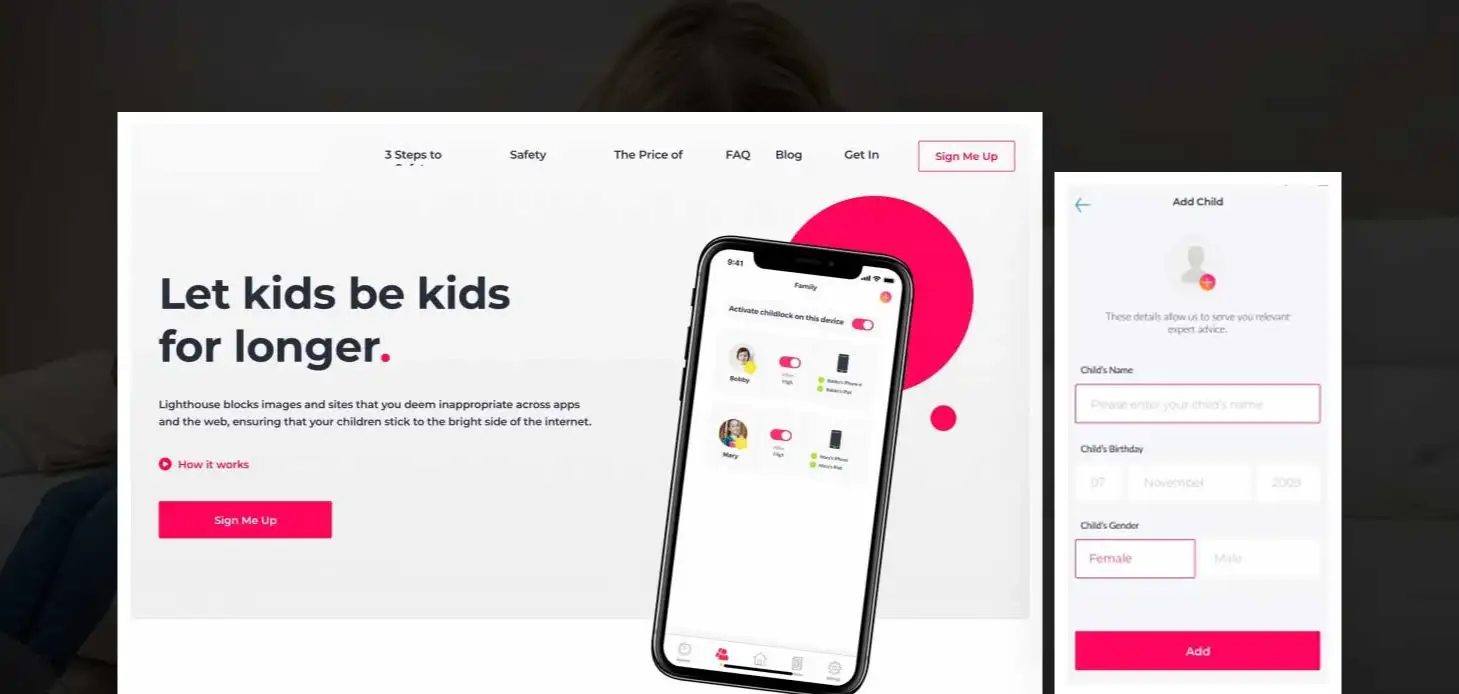 3 Steps to
Safety
The Price of
FAQ
Blog
Get In
Sign Me Up
Let kids be kids
for longer.
Lighthouse blocks images and sites that you deem inappropriate across apps
and the web, ensuring that your children stick to the bright side of the internet.
How it works
Sign Me Up
9:41
Family
Activate childlock on this device
Bobby
High
Bobby's iPad
Mary
High
Mary's iPhone
Mary's iPad
Add Child
These details allow us to serve you relevant
expert advice.
Child's Name
Please enter your child's name
Child's Birthday
07
November
2009
Child's Gender
Female
Male
Add